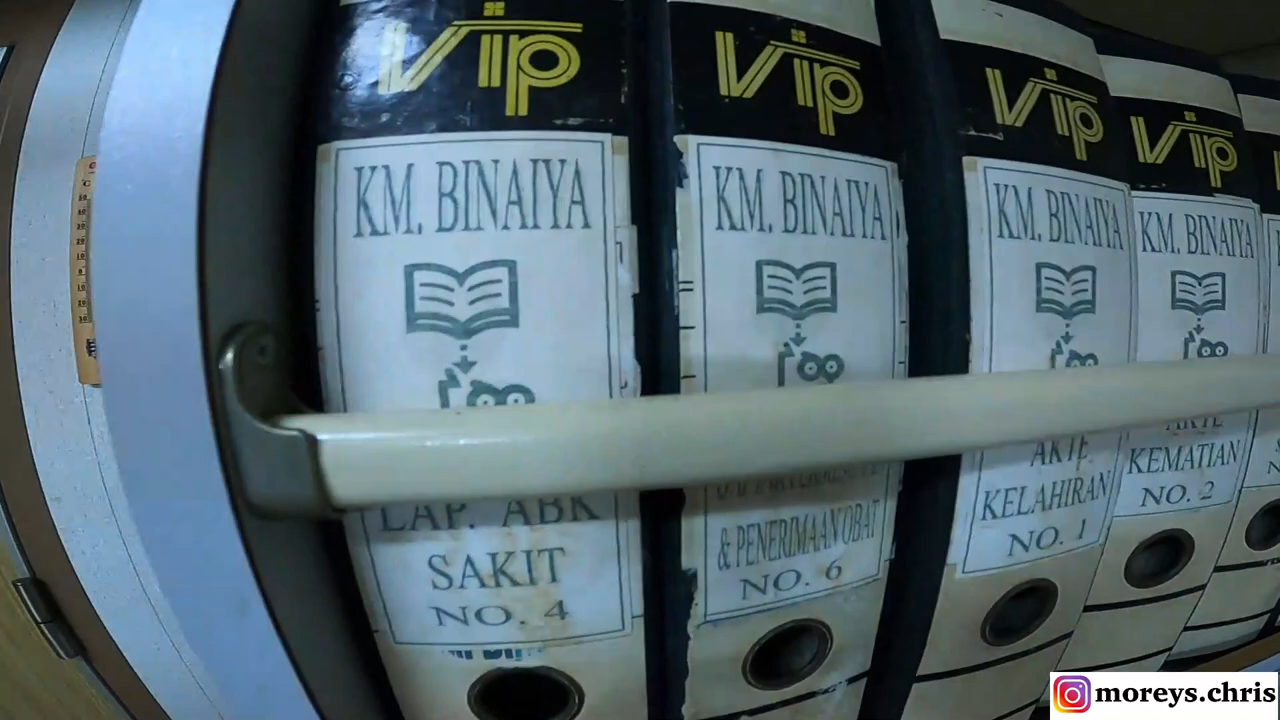 vip
KM. BINAIYA
LAP. ABK
SAKIT
NO. 4
vip
KM. BINAIYA
& PENERIMAAN OBAT
NO. 6
vip
KM. BINAIYA
AKTE
KELAHIRAN
NO. 1
vip
KM. BINAIYA
AKTE
KEMATIAN
NO. 2
moreys.chris